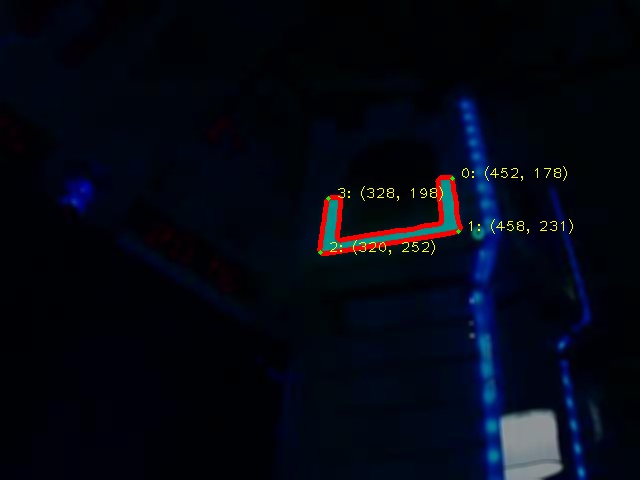 0: (452, 178)
3: (328, 198)
1: (458, 231)
2: (320, 252)